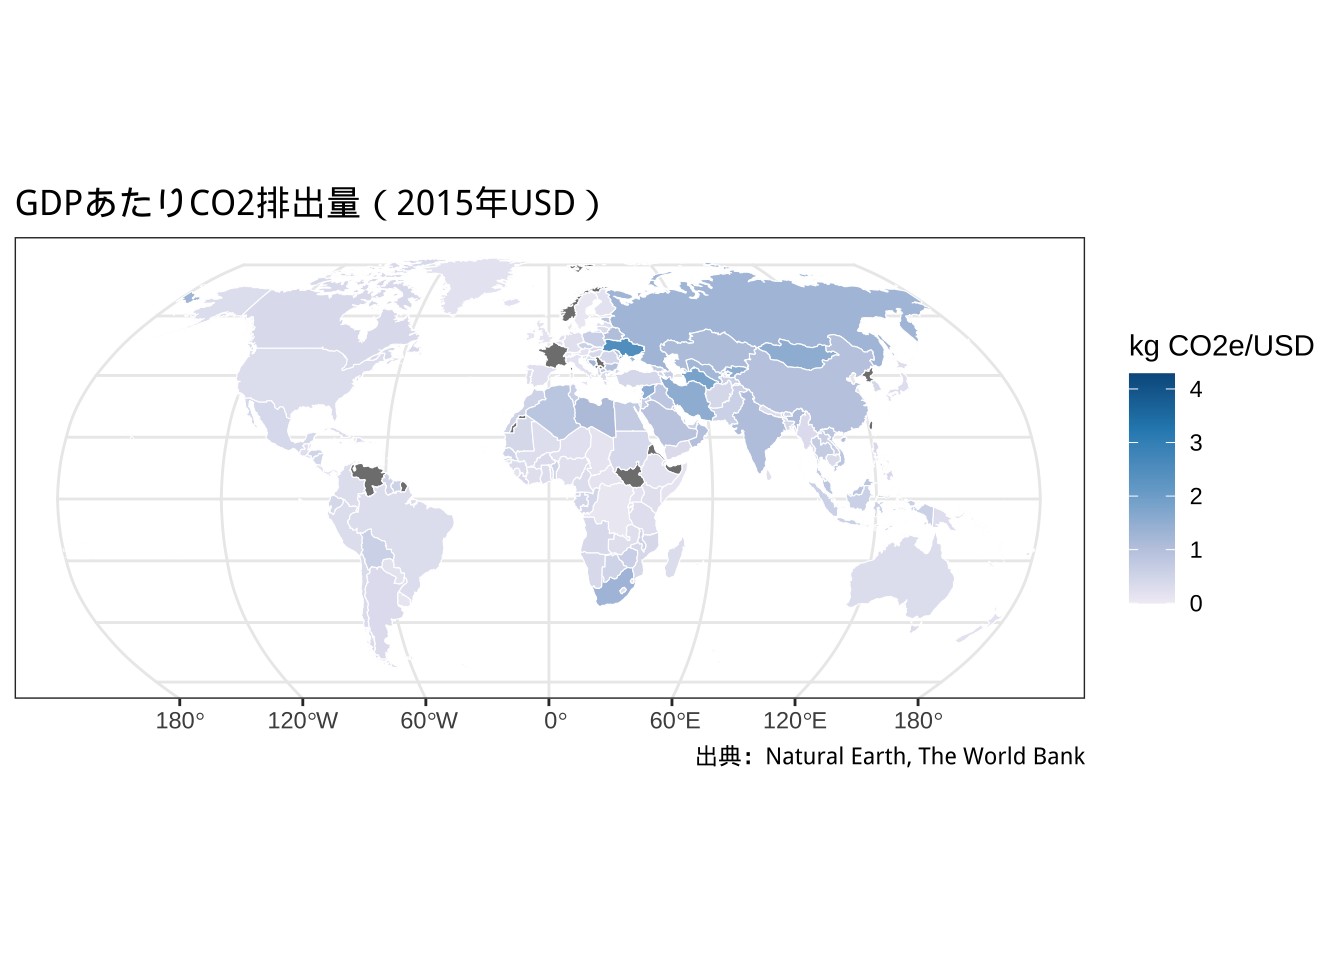 GDPあたりCO2排出量（2015年USD）
kg CO2e/USD
4
3
2
1
0
180° 120°W 60°W 0° 60°E 120°E 180°
出典：Natural Earth, The World Bank